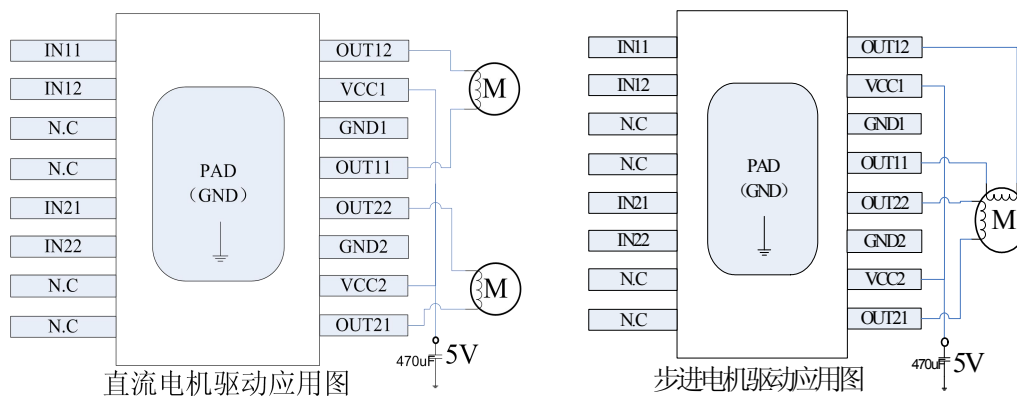 IN11
IN12
N.C
N.C
IN21
IN22
N.C
N.C
PAD
（GND）
OUT12
VCC1
GND1
OUT11
OUT22
GND2
VCC2
OUT21
M
M
470uF
5V
直流电机驱动应用图
IN11
IN12
N.C
N.C
IN21
IN22
N.C
N.C
PAD
（GND）
OUT12
VCC1
GND1
OUT11
OUT22
GND2
VCC2
OUT21
M
470uF
5V
步进电机驱动应用图